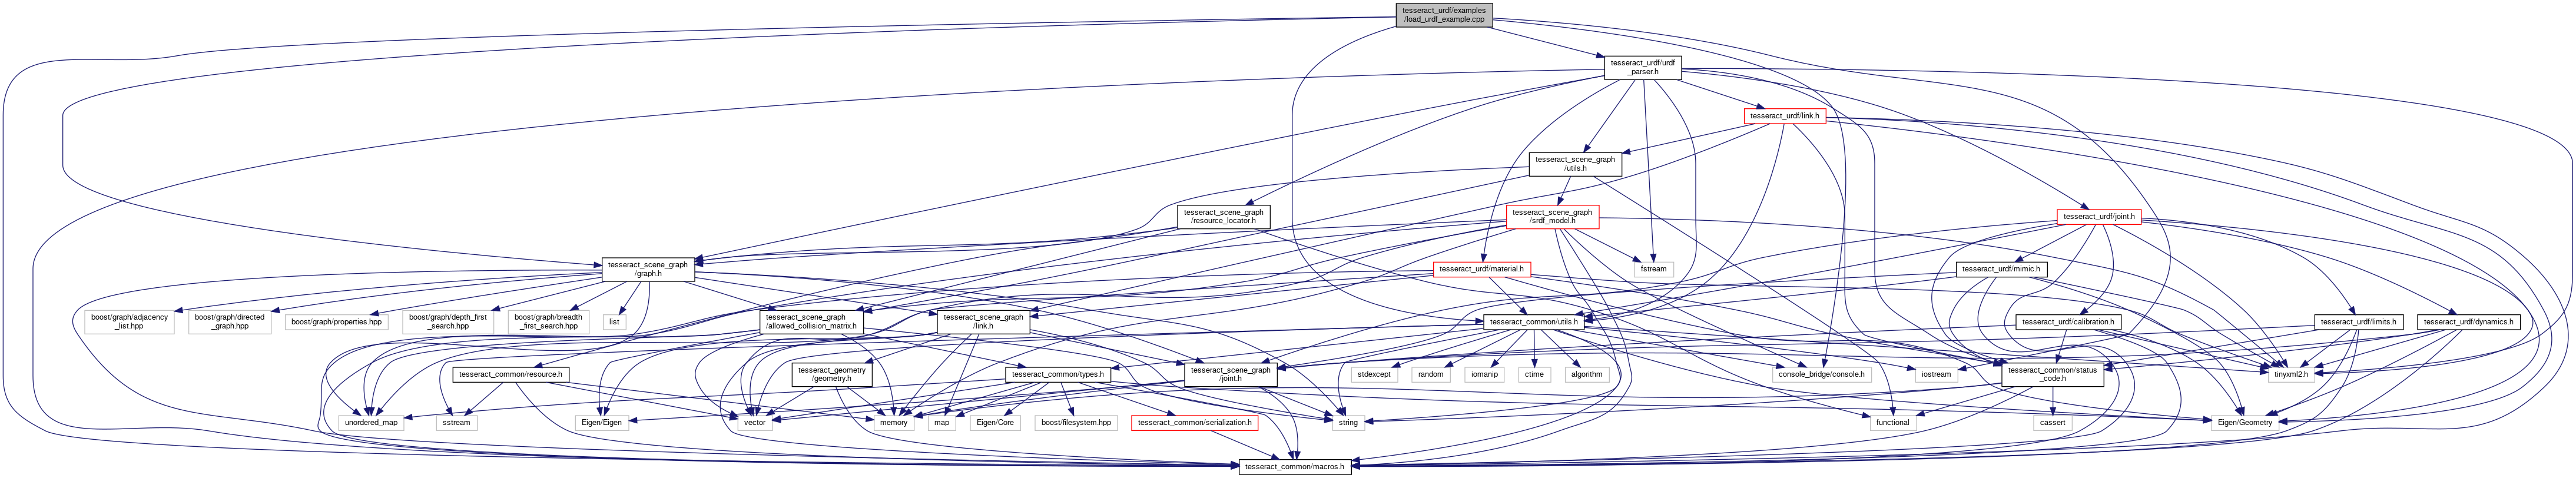 tesseract_urdf/examples
/load_urdf_example.cpp
tesseract_urdf/urdf
_parser.h
tesseract_urdf/link.h
tesseract_scene_graph
/utils.h
tesseract_scene_graph
/resource_locator.h
tesseract_scene_graph
/srdf_model.h
tesseract_urdf/joint.h
tesseract_scene_graph
/graph.h
tesseract_urdf/material.h
fstream
tesseract_urdf/mimic.h
boost/graph/adjacency
_list.hpp
boost/graph/directed
_graph.hpp
boost/graph/properties.hpp
boost/graph/depth_first
_search.hpp
boost/graph/breadth
_first_search.hpp
list
tesseract_scene_graph
/allowed_collision_matrix.h
tesseract_scene_graph
/link.h
tesseract_common/utils.h
tesseract_urdf/calibration.h
tesseract_urdf/limits.h
tesseract_urdf/dynamics.h
tesseract_common/resource.h
tesseract_geometry
/geometry.h
tesseract_common/types.h
tesseract_scene_graph
/joint.h
stdexcept
random
iomanip
ctime
algorithm
console_bridge/console.h
iostream
tesseract_common/status
_code.h
tinyxml2.h
unordered_map
sstream
Eigen/Eigen
vector
memory
map
Eigen/Core
boost/filesystem.hpp
tesseract_common/serialization.h
string
functional
cassert
Eigen/Geometry
tesseract_common/macros.h